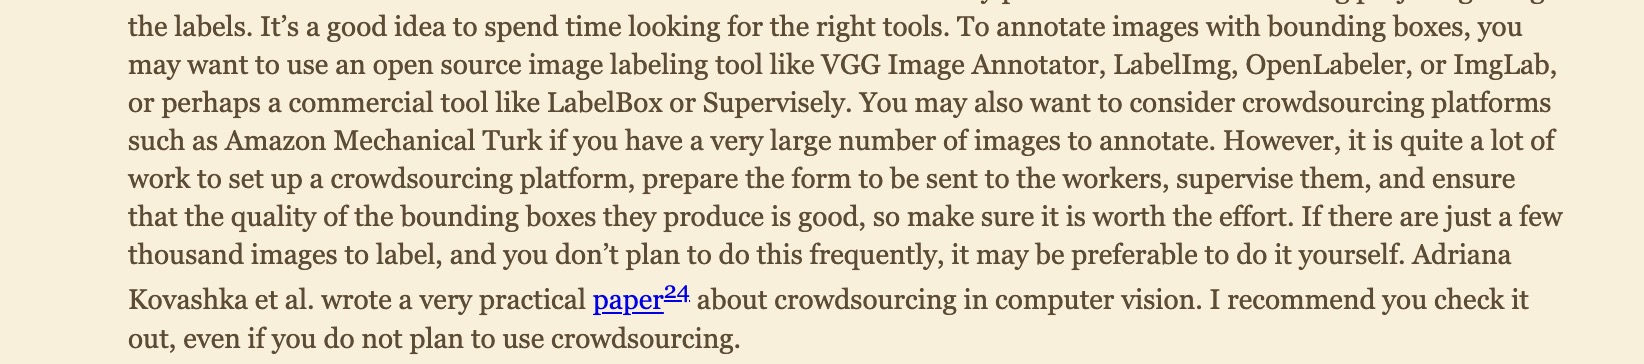 the labels. It’s a good idea to spend time looking for the right tools. To annotate images with bounding boxes, you
may want to use an open source image labeling tool like VGG Image Annotator, LabelImg, OpenLabeler, or ImgLab,
or perhaps a commercial tool like LabelBox or Supervisely. You may also want to consider crowdsourcing platforms
such as Amazon Mechanical Turk if you have a very large number of images to annotate. However, it is quite a lot of
work to set up a crowdsourcing platform, prepare the form to be sent to the workers, supervise them, and ensure
that the quality of the bounding boxes they produce is good, so make sure it is worth the effort. If there are just a few
thousand images to label, and you don’t plan to do this frequently, it may be preferable to do it yourself. Adriana
Kovashka et al. wrote a very practical paper24 about crowdsourcing in computer vision. I recommend you check it
out, even if you do not plan to use crowdsourcing.